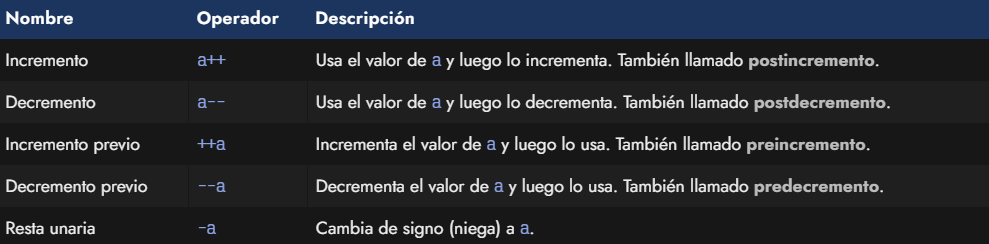 Nombre Operador Descripción
Incremento a++ Usa el valor de a y luego lo incrementa. También llamado postincremento.
Decremento a-- Usa el valor de a y luego lo decrementa. También llamado postdecremento.
Incremento previo ++a Incrementa el valor de a y luego lo usa. También llamado preincremento.
Decremento previo --a Decrementa el valor de a y luego lo usa. También llamado predecremento.
Resta unaria -a Cambia de signo (niega) a a.